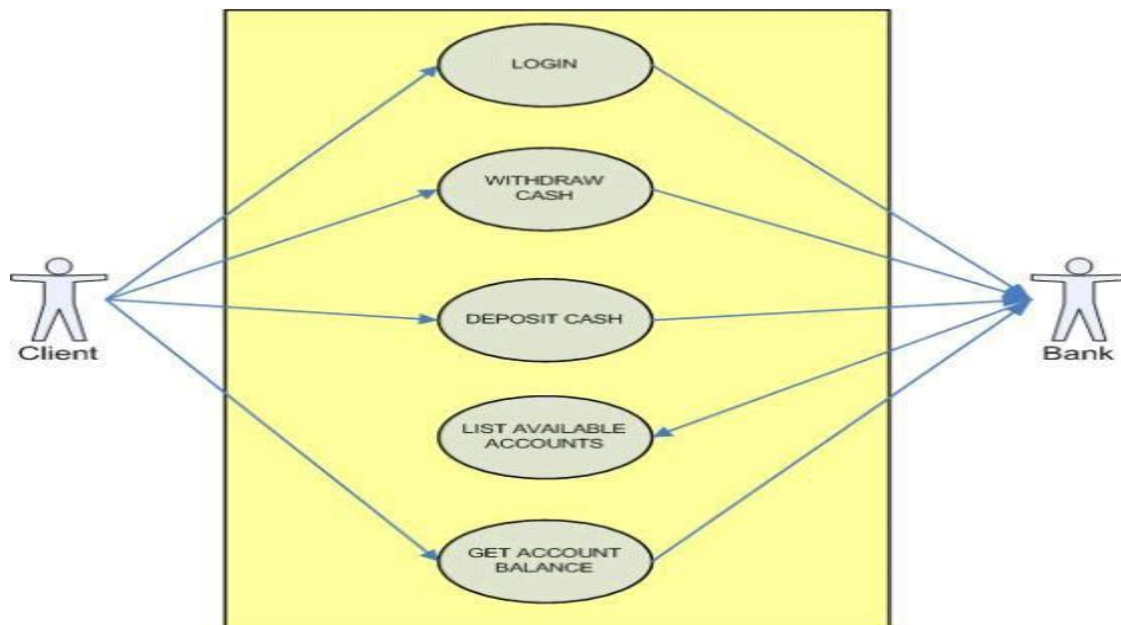 LOGIN
WITHDRAW
CASH
DEPOSIT CASH
Client
Bank
LIST AVAILABLE
ACCOUNTS
GET ACCOUNT
BALANCE